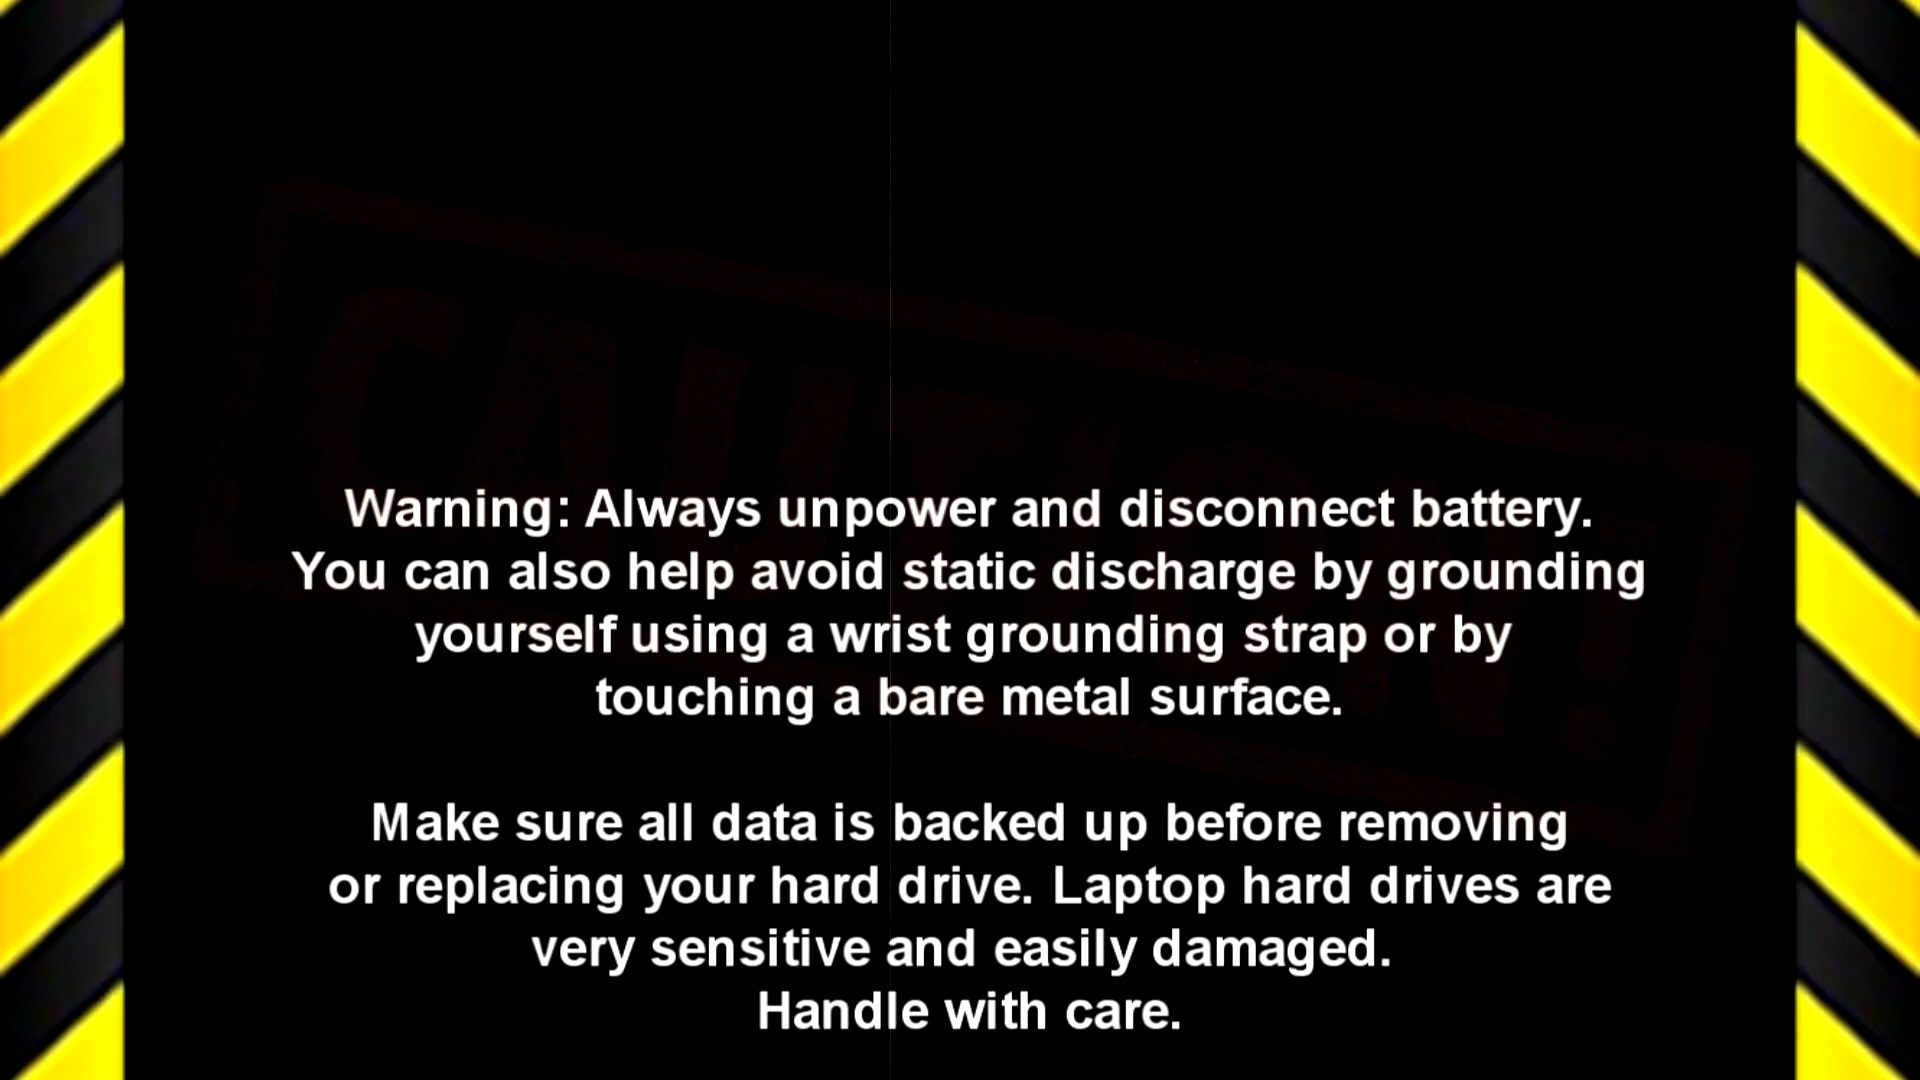 CAUTION!
Warning: Always unpower and disconnect battery.
You can also help avoid static discharge by grounding
yourself using a wrist grounding strap or by
touching a bare metal surface.
Make sure all data is backed up before removing
or replacing your hard drive. Laptop hard drives are
very sensitive and easily damaged.
Handle with care.